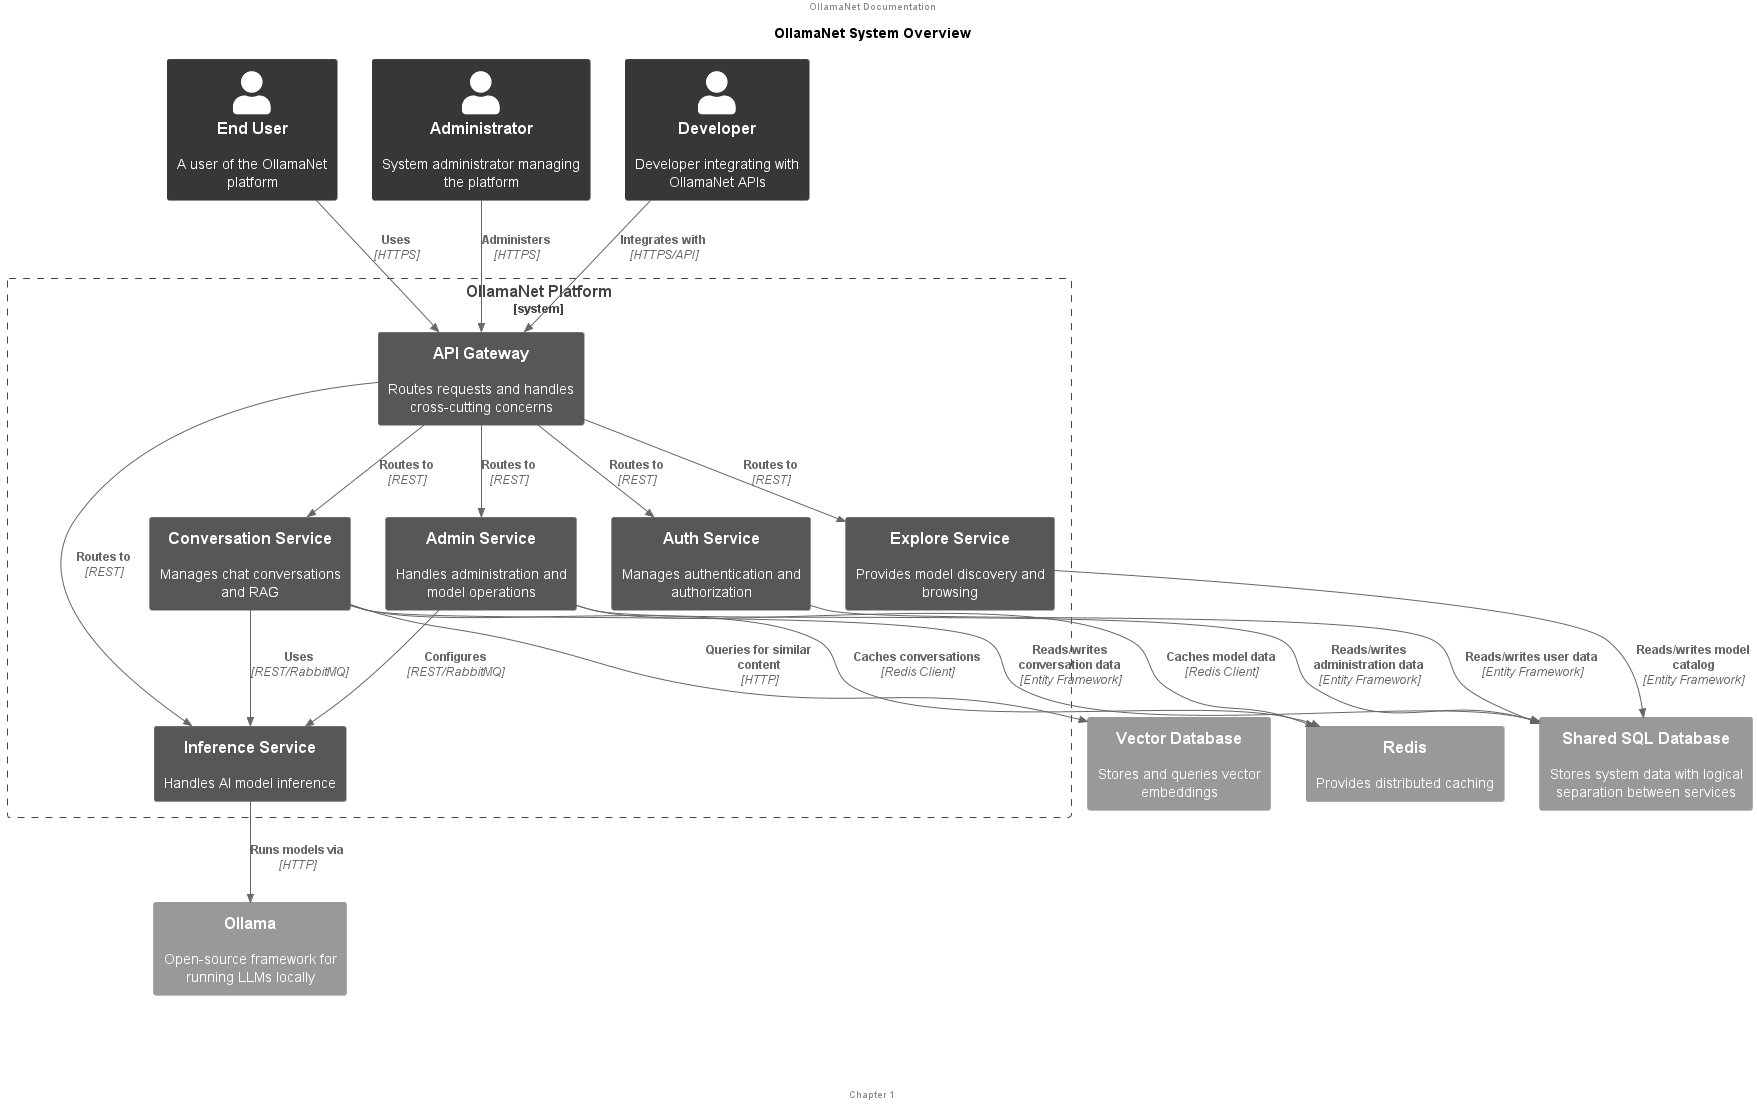 OllamaNet Documentation
OllamaNet System Overview
End User
A user of the OllamaNet
platform
Administrator
System administrator managing
the platform
Developer
Developer integrating with
OllamaNet APIs
Uses
[HTTPS]
Administers
[HTTPS]
Integrates with
[HTTPS/API]
OllamaNet Platform
[system]
API Gateway
Routes requests and handles
cross-cutting concerns
Routes to
[REST]
Routes to
[REST]
Routes to
[REST]
Routes to
[REST]
Routes to
[REST]
Conversation Service
Manages chat conversations
and RAG
Admin Service
Handles administration and
model operations
Auth Service
Manages authentication and
authorization
Explore Service
Provides model discovery and
browsing
Uses
[REST/RabbitMQ]
Configures
[REST/RabbitMQ]
Queries for similar
content
[HTTP]
Caches conversations
[Redis Client]
Reads/writes
conversation data
[Entity Framework]
Caches model data
[Redis Client]
Reads/writes
administration data
[Entity Framework]
Reads/writes user data
[Entity Framework]
Reads/writes model
catalog
[Entity Framework]
Inference Service
Handles AI model inference
Vector Database
Stores and queries vector
embeddings
Redis
Provides distributed caching
Shared SQL Database
Stores system data with logical
separation between services
Runs models via
[HTTP]
Ollama
Open-source framework for
running LLMs locally
Chapter 1